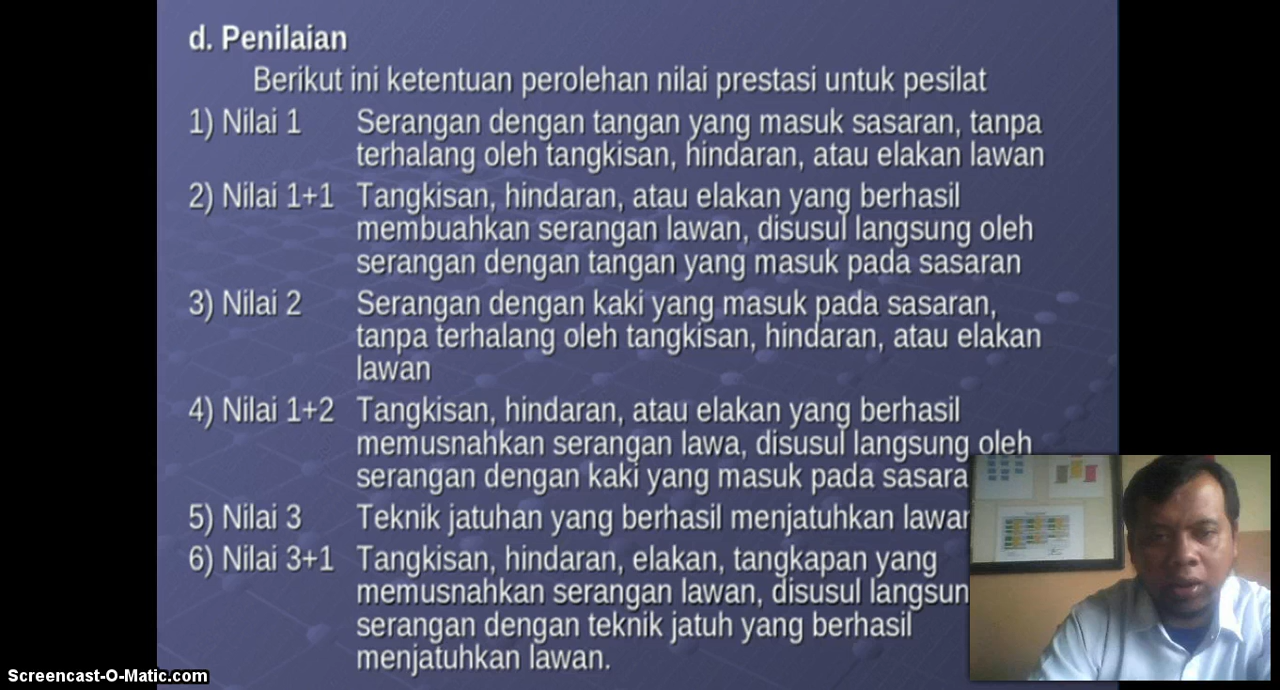 d. Penilaian
Berikut ini ketentuan perolehan nilai prestasi untuk pesilat
1) Nilai 1 Serangan dengan tangan yang masuk sasaran, tanpa
terhalang oleh tangkisan, hindaran, atau elakan lawan
2) Nilai 1+1 Tangkisan, hindaran, atau elakan yang berhasil
membuahkan serangan lawan, disusul langsung oleh
serangan dengan tangan yang masuk pada sasaran
3) Nilai 2 Serangan dengan kaki yang masuk pada sasaran,
tanpa terhalang oleh tangkisan, hindaran, atau elakan
lawan
4) Nilai 1+2 Tangkisan, hindaran, atau elakan yang berhasil
memusnahkan serangan lawa, disusul langsung oleh
serangan dengan kaki yang masuk pada sasara
5) Nilai 3 Teknik jatuhan yang berhasil menjatuhkan lawan
6) Nilai 3+1 Tangkisan, hindaran, elakan, tangkapan yang
memusnahkan serangan lawan, disusul langsun
serangan dengan teknik jatuh yang berhasil
menjatuhkan lawan.
Screencast-O-Matic.com